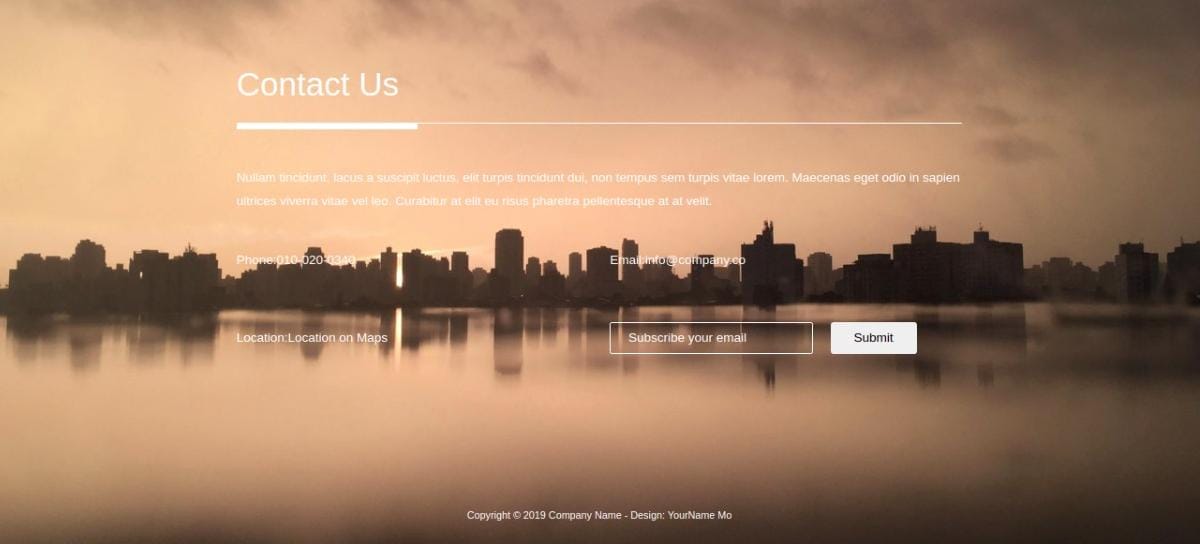 Contact Us
Nullam tincidunt, lacus a suscipit luctus, elit turpis tincidunt dui, non tempus sem turpis vitae lorem. Maecenas eget odio in sapien
ultrices viverra vitae vel leo. Curabitur at elit eu risus pharetra pellentesque at at velit.
Phone:010-020-0340 Email:info@company.co
Location:Location on Maps Subscribe your email Submit
Copyright © 2019 Company Name - Design: YourName Mo